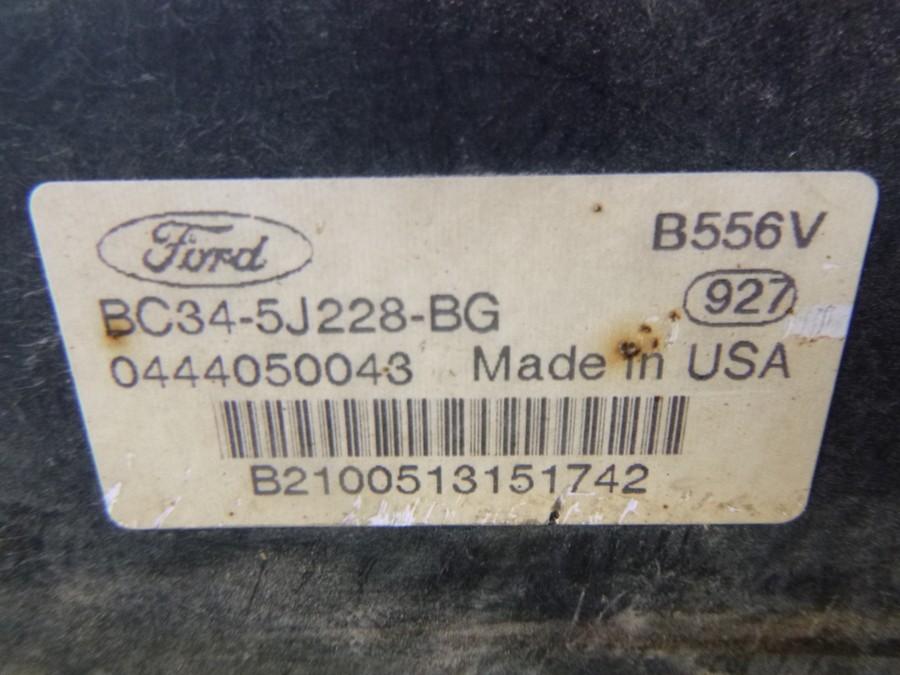 Ford B556V
BC34-5J228-BG 927
0444050043 Made in USA
B2100513151742